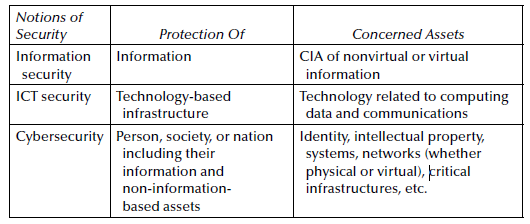 Notions of
Security
Protection Of
Concerned Assets
Information
security
Information
CIA of nonvirtual or virtual
information
ICT security
Technology-based
infrastructure
Technology related to computing
data and communications
Cybersecurity
Person, society, or nation
including their
information and
non-information-
based assets
Identity, intellectual property,
systems, networks (whether
physical or virtual), critical
infrastructures, etc.